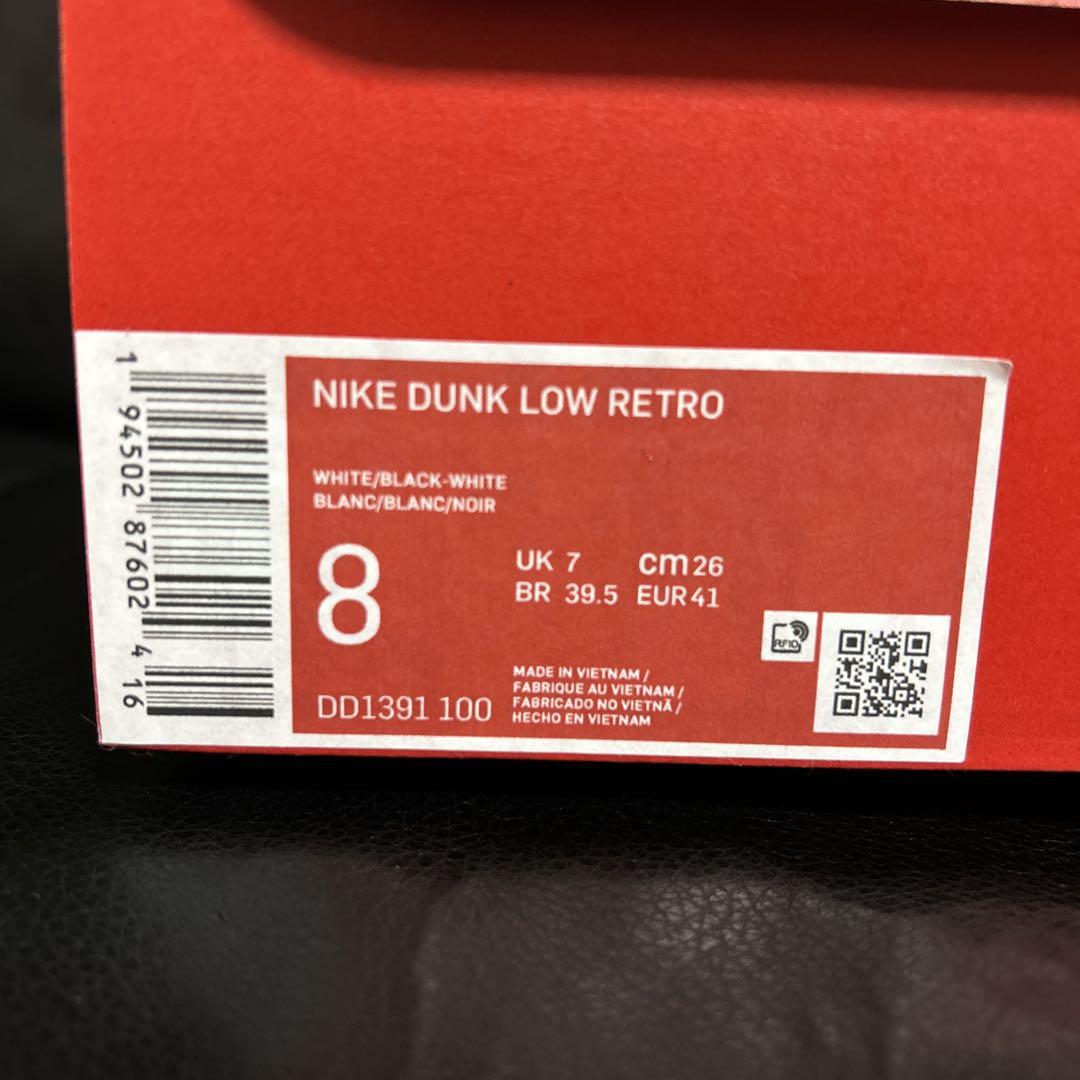 NIKE DUNK LOW RETRO
WHITE/BLACK-WHITE
BLANC/BLANC/NOIR
8
UK 7 cm 26
BR 39.5 EUR 41
RFID
MADE IN VIETNAM /
FABRIQUE AU VIETNAM /
FABRICADO NO VIETNÃ /
HECHO EN VIETNAM
DD1391 100
1 94502 87602 4 16